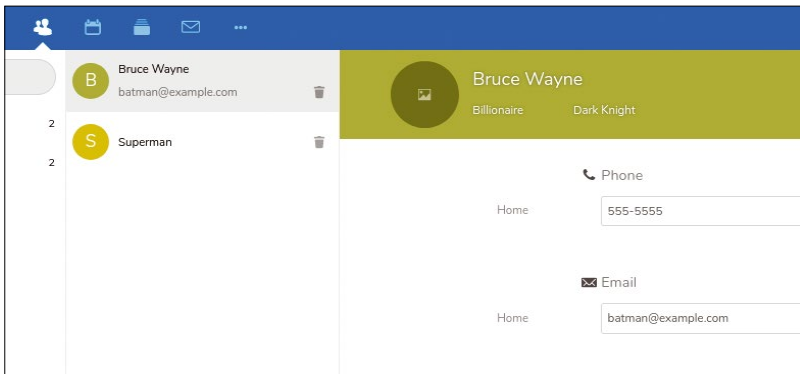 2
2
B
Bruce Wayne
batman@example.com
S
Superman
Bruce Wayne
Billionaire Dark Knight
Phone
Home 555-5555
Email
Home batman@example.com